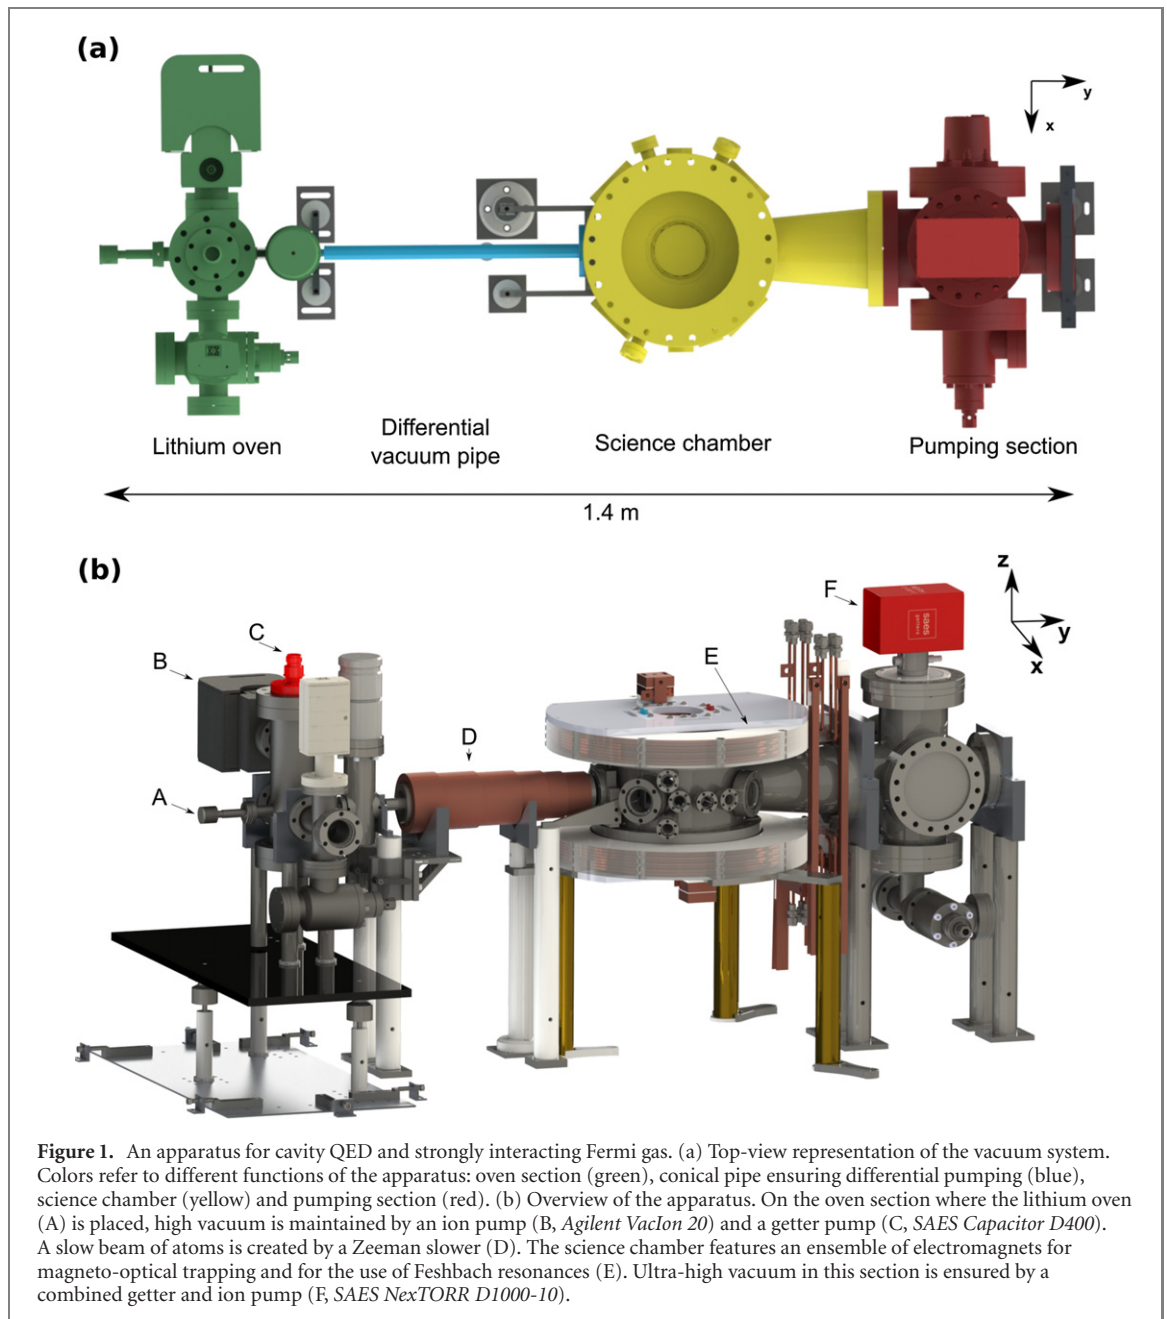 (a)
y
x
Lithium oven
Differential
vacuum pipe
Science chamber
Pumping section
1.4 m
(b)
z
y
x
F
saes
getters
C
B
E
D
A
Figure 1. An apparatus for cavity QED and strongly interacting Fermi gas. (a) Top-view representation of the vacuum system.
Colors refer to different functions of the apparatus: oven section (green), conical pipe ensuring differential pumping (blue),
science chamber (yellow) and pumping section (red). (b) Overview of the apparatus. On the oven section where the lithium oven
(A) is placed, high vacuum is maintained by an ion pump (B, Agilent VacIon 20) and a getter pump (C, SAES Capacitor D400).
A slow beam of atoms is created by a Zeeman slower (D). The science chamber features an ensemble of electromagnets for
magneto-optical trapping and for the use of Feshbach resonances (E). Ultra-high vacuum in this section is ensured by a
combined getter and ion pump (F, SAES NexTORR D1000-10).